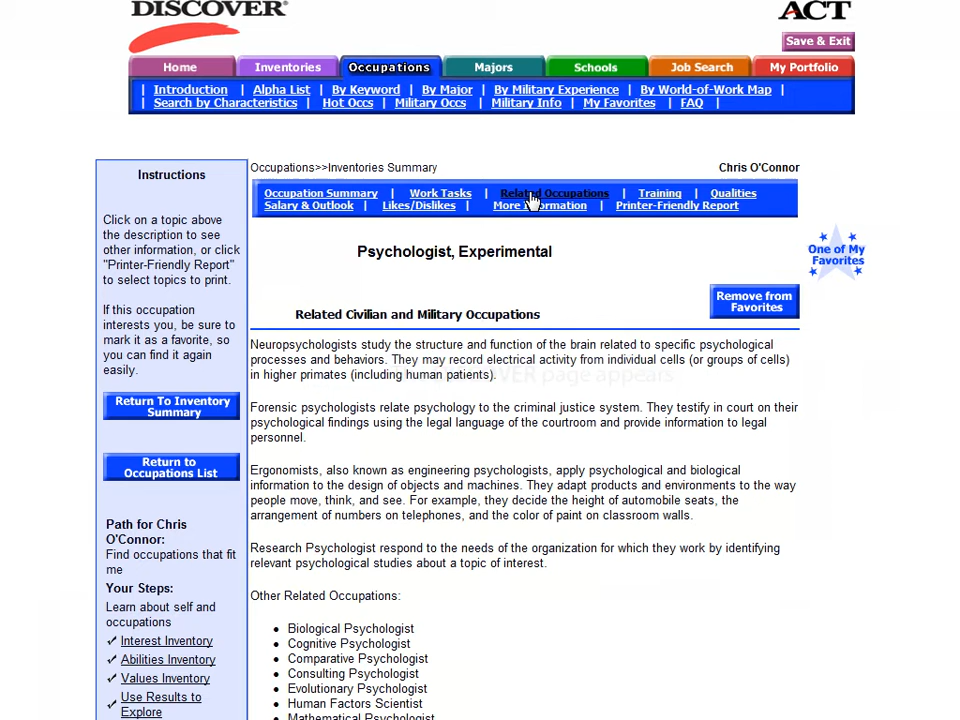 DISCOVER®
ACT
Save & Exit
Home
Inventories
Occupations
Majors
Schools
Job Search
My Portfolio
| Introduction | Alpha List | By Keyword | By Major | By Military Experience | By World-of-Work Map |
| Search by Characteristics | Hot Occs | Military Occs | Military Info | My Favorites | FAQ |
Instructions
Click on a topic above
the description to see
other information, or click
"Printer-Friendly Report"
to select topics to print.
If this occupation
interests you, be sure to
mark it as a favorite, so
you can find it again
easily.
Return To Inventory
Summary
Return to
Occupations List
Path for Chris
O'Connor:
Find occupations that fit
me
Your Steps:
Learn about self and
occupations
Interest Inventory
Abilities Inventory
Values Inventory
Use Results to
Explore
Occupations>>Inventories Summary
Chris O'Connor
Occupation Summary | Work Tasks | Related Occupations | Training | Qualities
Salary & Outlook | Likes/Dislikes | More Information | Printer-Friendly Report
Psychologist, Experimental
One of My
Favorites
Remove from
Favorites
Related Civilian and Military Occupations
Neuropsychologists study the structure and function of the brain related to specific psychological
processes and behaviors. They may record electrical activity from individual cells (or groups of cells)
in higher primates (including human patients).
page appears
Forensic psychologists relate psychology to the criminal justice system. They testify in court on their
psychological findings using the legal language of the courtroom and provide information to legal
personnel.
Ergonomists, also known as engineering psychologists, apply psychological and biological
information to the design of objects and machines. They adapt products and environments to the way
people move, think, and see. For example, they decide the height of automobile seats, the
arrangement of numbers on telephones, and the color of paint on classroom walls.
Research Psychologist respond to the needs of the organization for which they work by identifying
relevant psychological studies about a topic of interest.
Other Related Occupations:
• Biological Psychologist
• Cognitive Psychologist
• Comparative Psychologist
• Consulting Psychologist
• Evolutionary Psychologist
• Human Factors Scientist
• Mathematical Psychologist